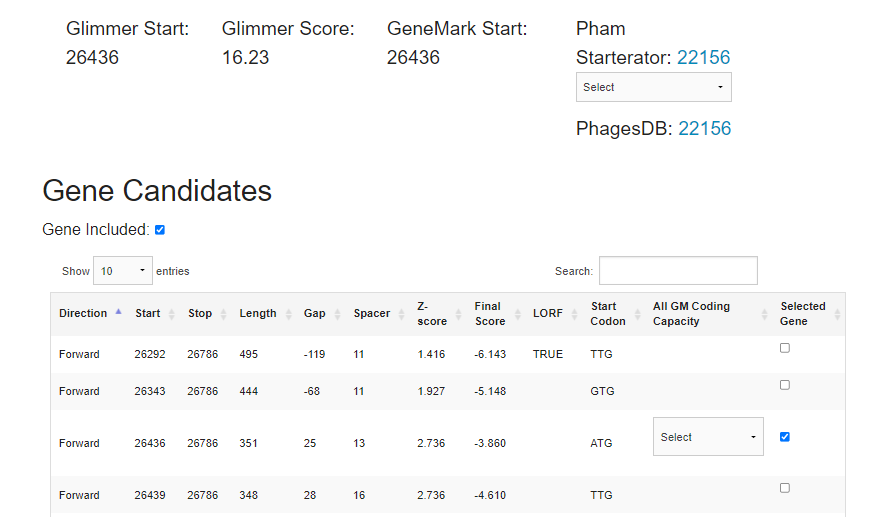 Glimmer Start: Glimmer Score: GeneMark Start: Pham
26436 16.23 26436 Starterator: 22156
Select
PhagesDB: 22156
Gene Candidates
Gene Included:
Show 10 entries Search:
Direction Start Stop Length Gap Spacer Z-score Final Score LORF Start Codon All GM Coding Capacity Selected Gene
Forward 26292 26786 495 -119 11 1.416 -6.143 TRUE TTG
Forward 26343 26786 444 -68 11 1.927 -5.148 GTG
Forward 26436 26786 351 25 13 2.736 -3.860 ATG Select
Forward 26439 26786 348 28 16 2.736 -4.610 TTG